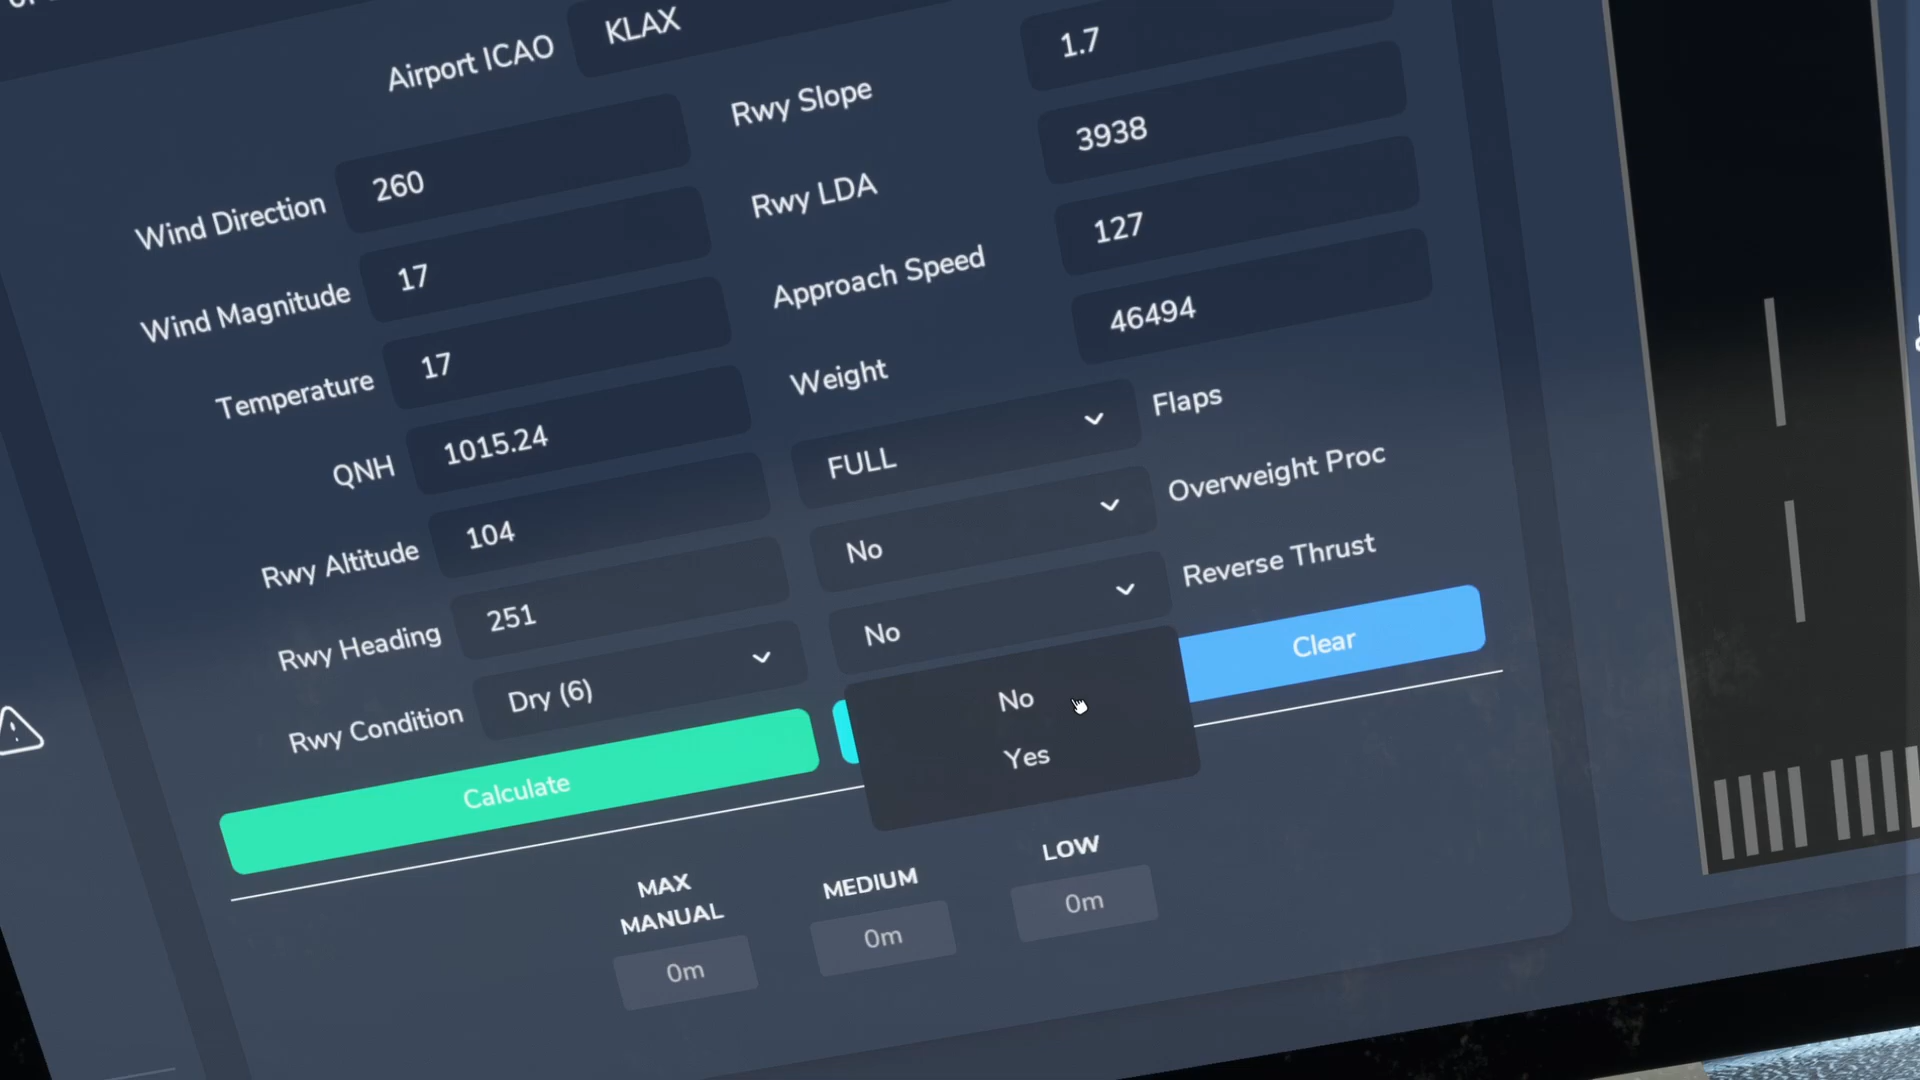 Airport ICAO KLAX
Wind Direction 260
Wind Magnitude 17
Temperature 17
QNH 1015.24
Rwy Altitude 104
Rwy Heading 251
Rwy Condition Dry (6)
Rwy Slope 1.7
Rwy LDA 3938
Approach Speed 127
Weight 46494
FULL Flaps
No Overweight Proc
No Reverse Thrust
No
Yes
Calculate
Clear
MAX
MANUAL
0m
MEDIUM
0m
LOW
0m